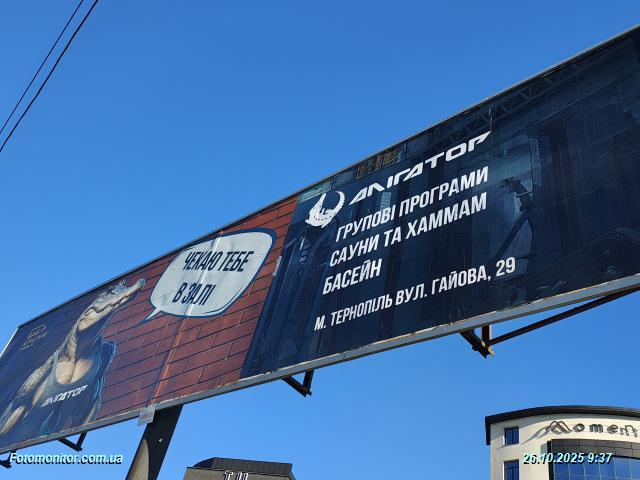 АЛІГАТОР
ГРУПОВІ ПРОГРАМИ
САУНИ ТА ХАММАМ
БАСЕЙН
М. ТЕРНОПІЛЬ ВУЛ. ГАЙОВА, 29
ЧЕКАЮ ТЕБЕ
В ЗАЛІ
АЛІГАТОР
Moment
Fotomonitor.com.ua
26.10.2025 9:37